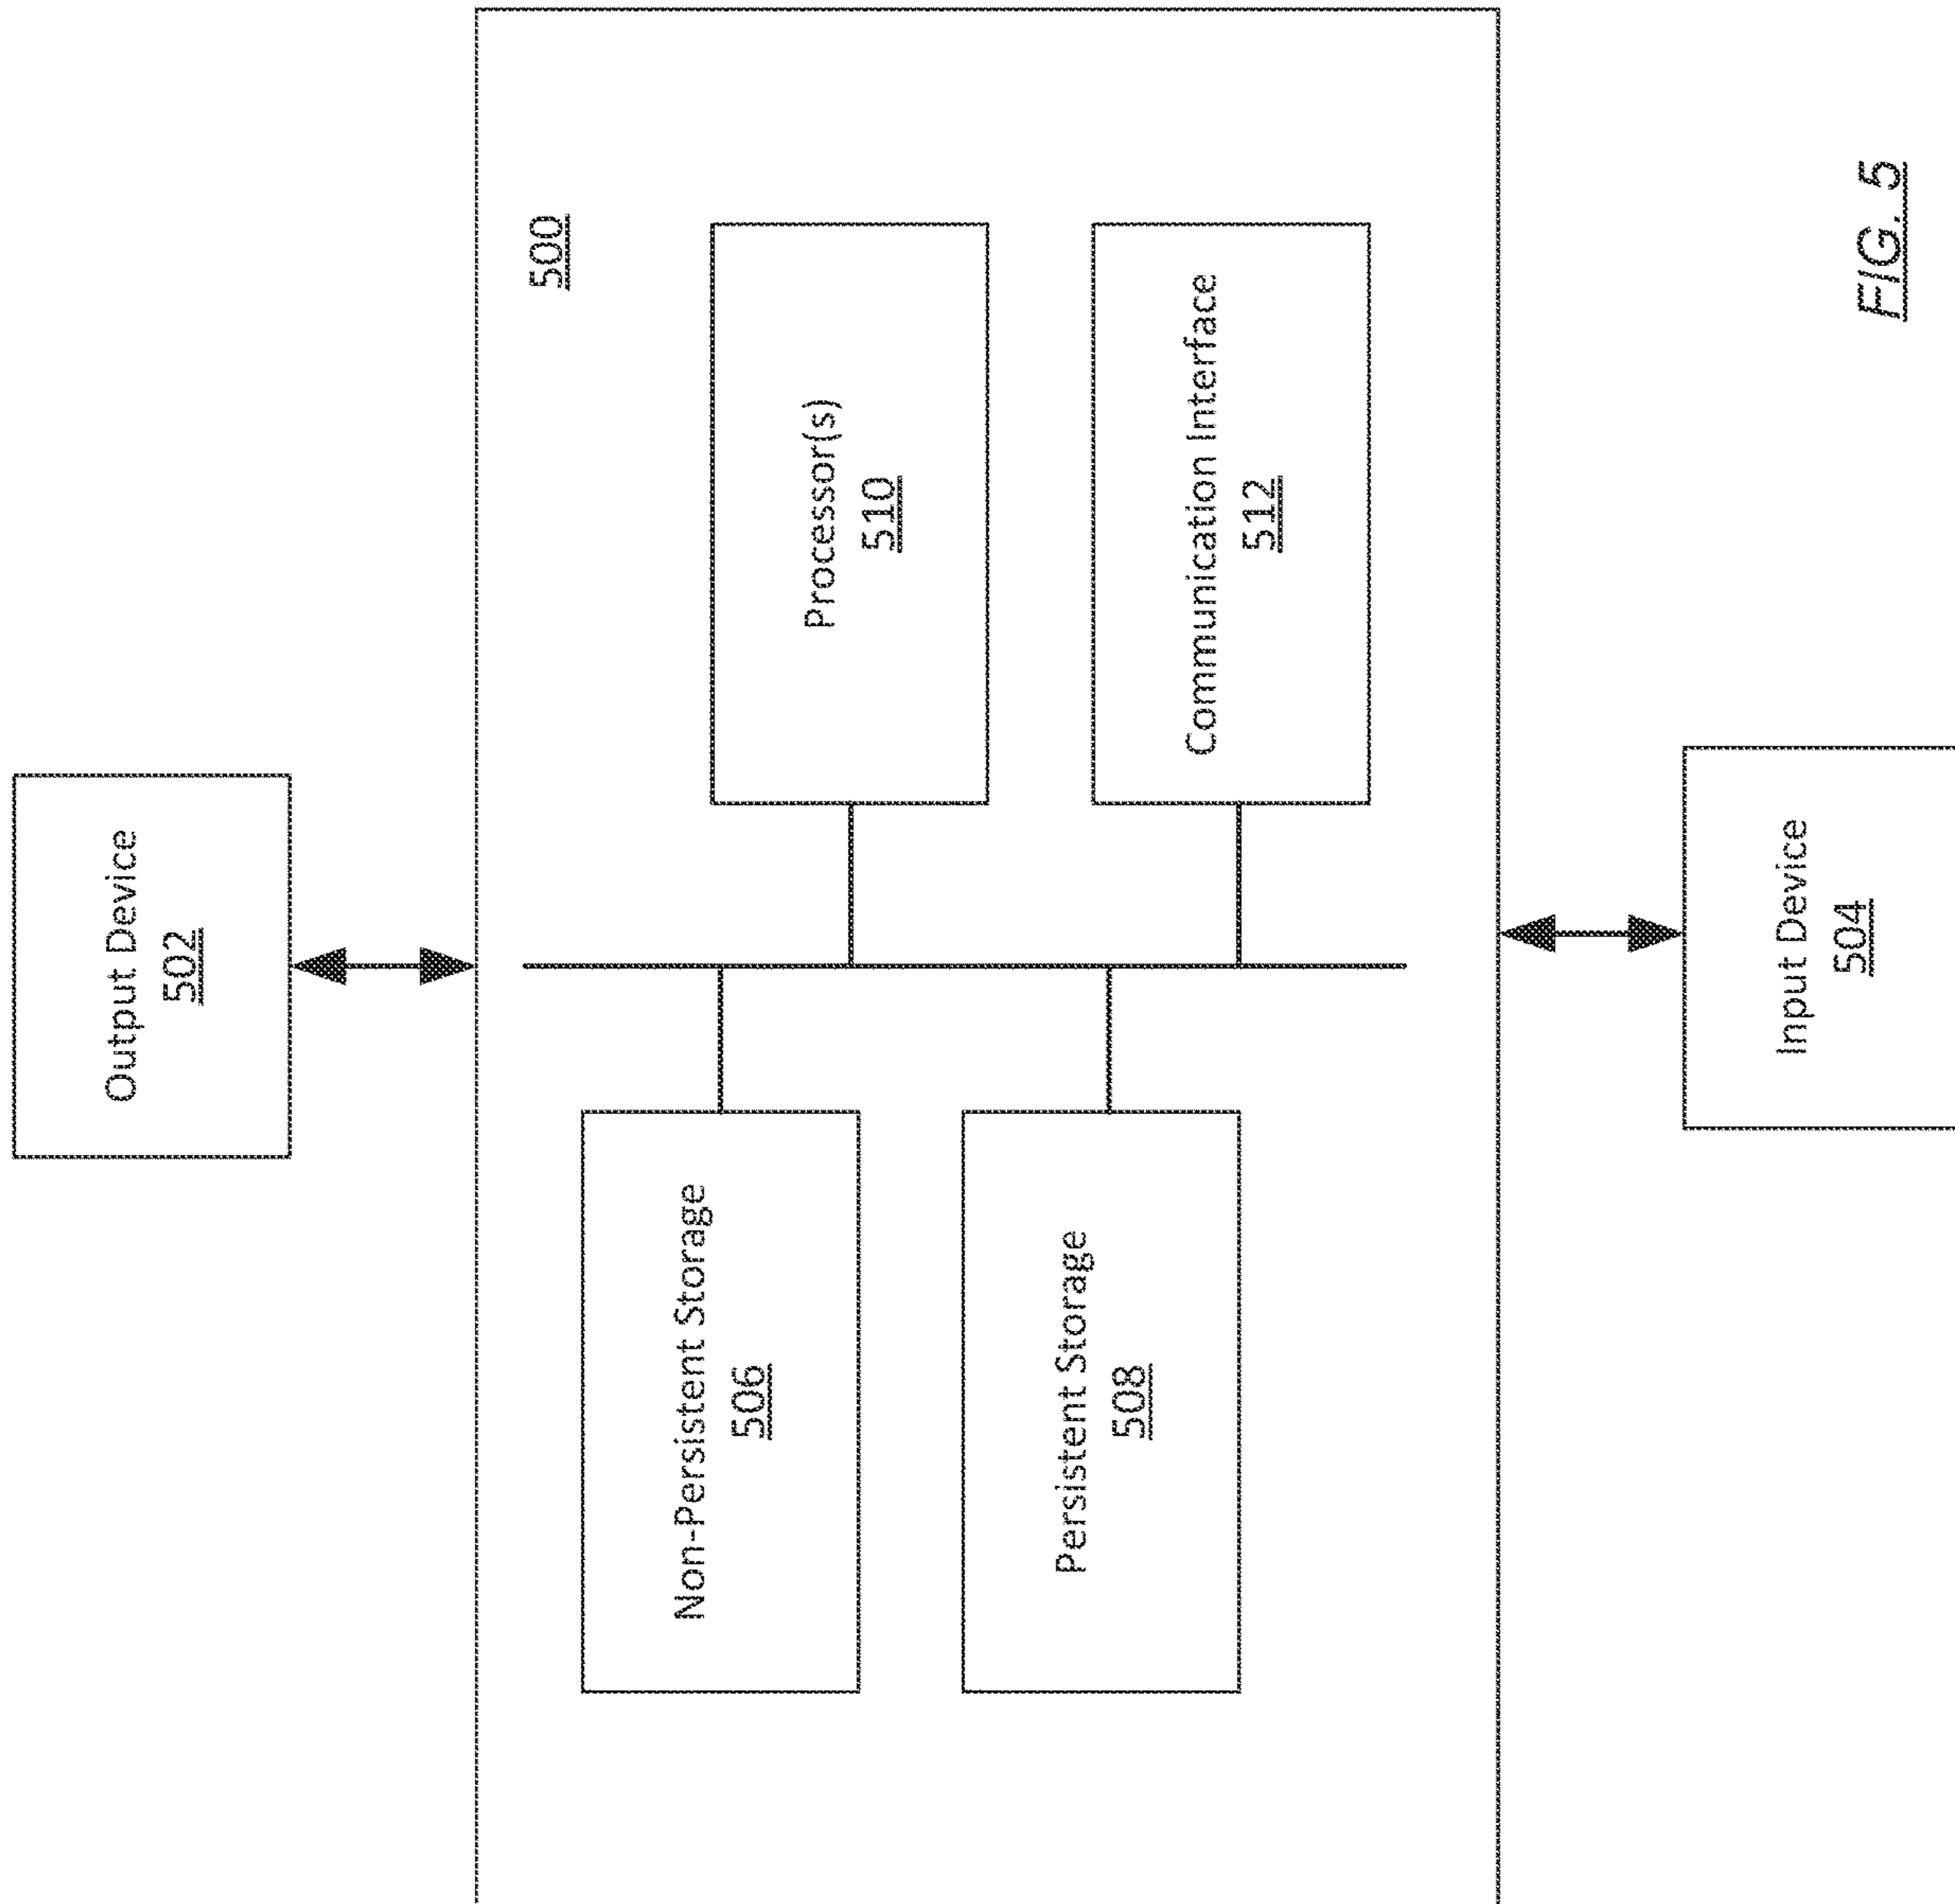 Output Device
502
500
Non-Persistent Storage
506
Processor(s)
510
Persistent Storage
508
Communication Interface
512
Input Device
504
FIG. 5